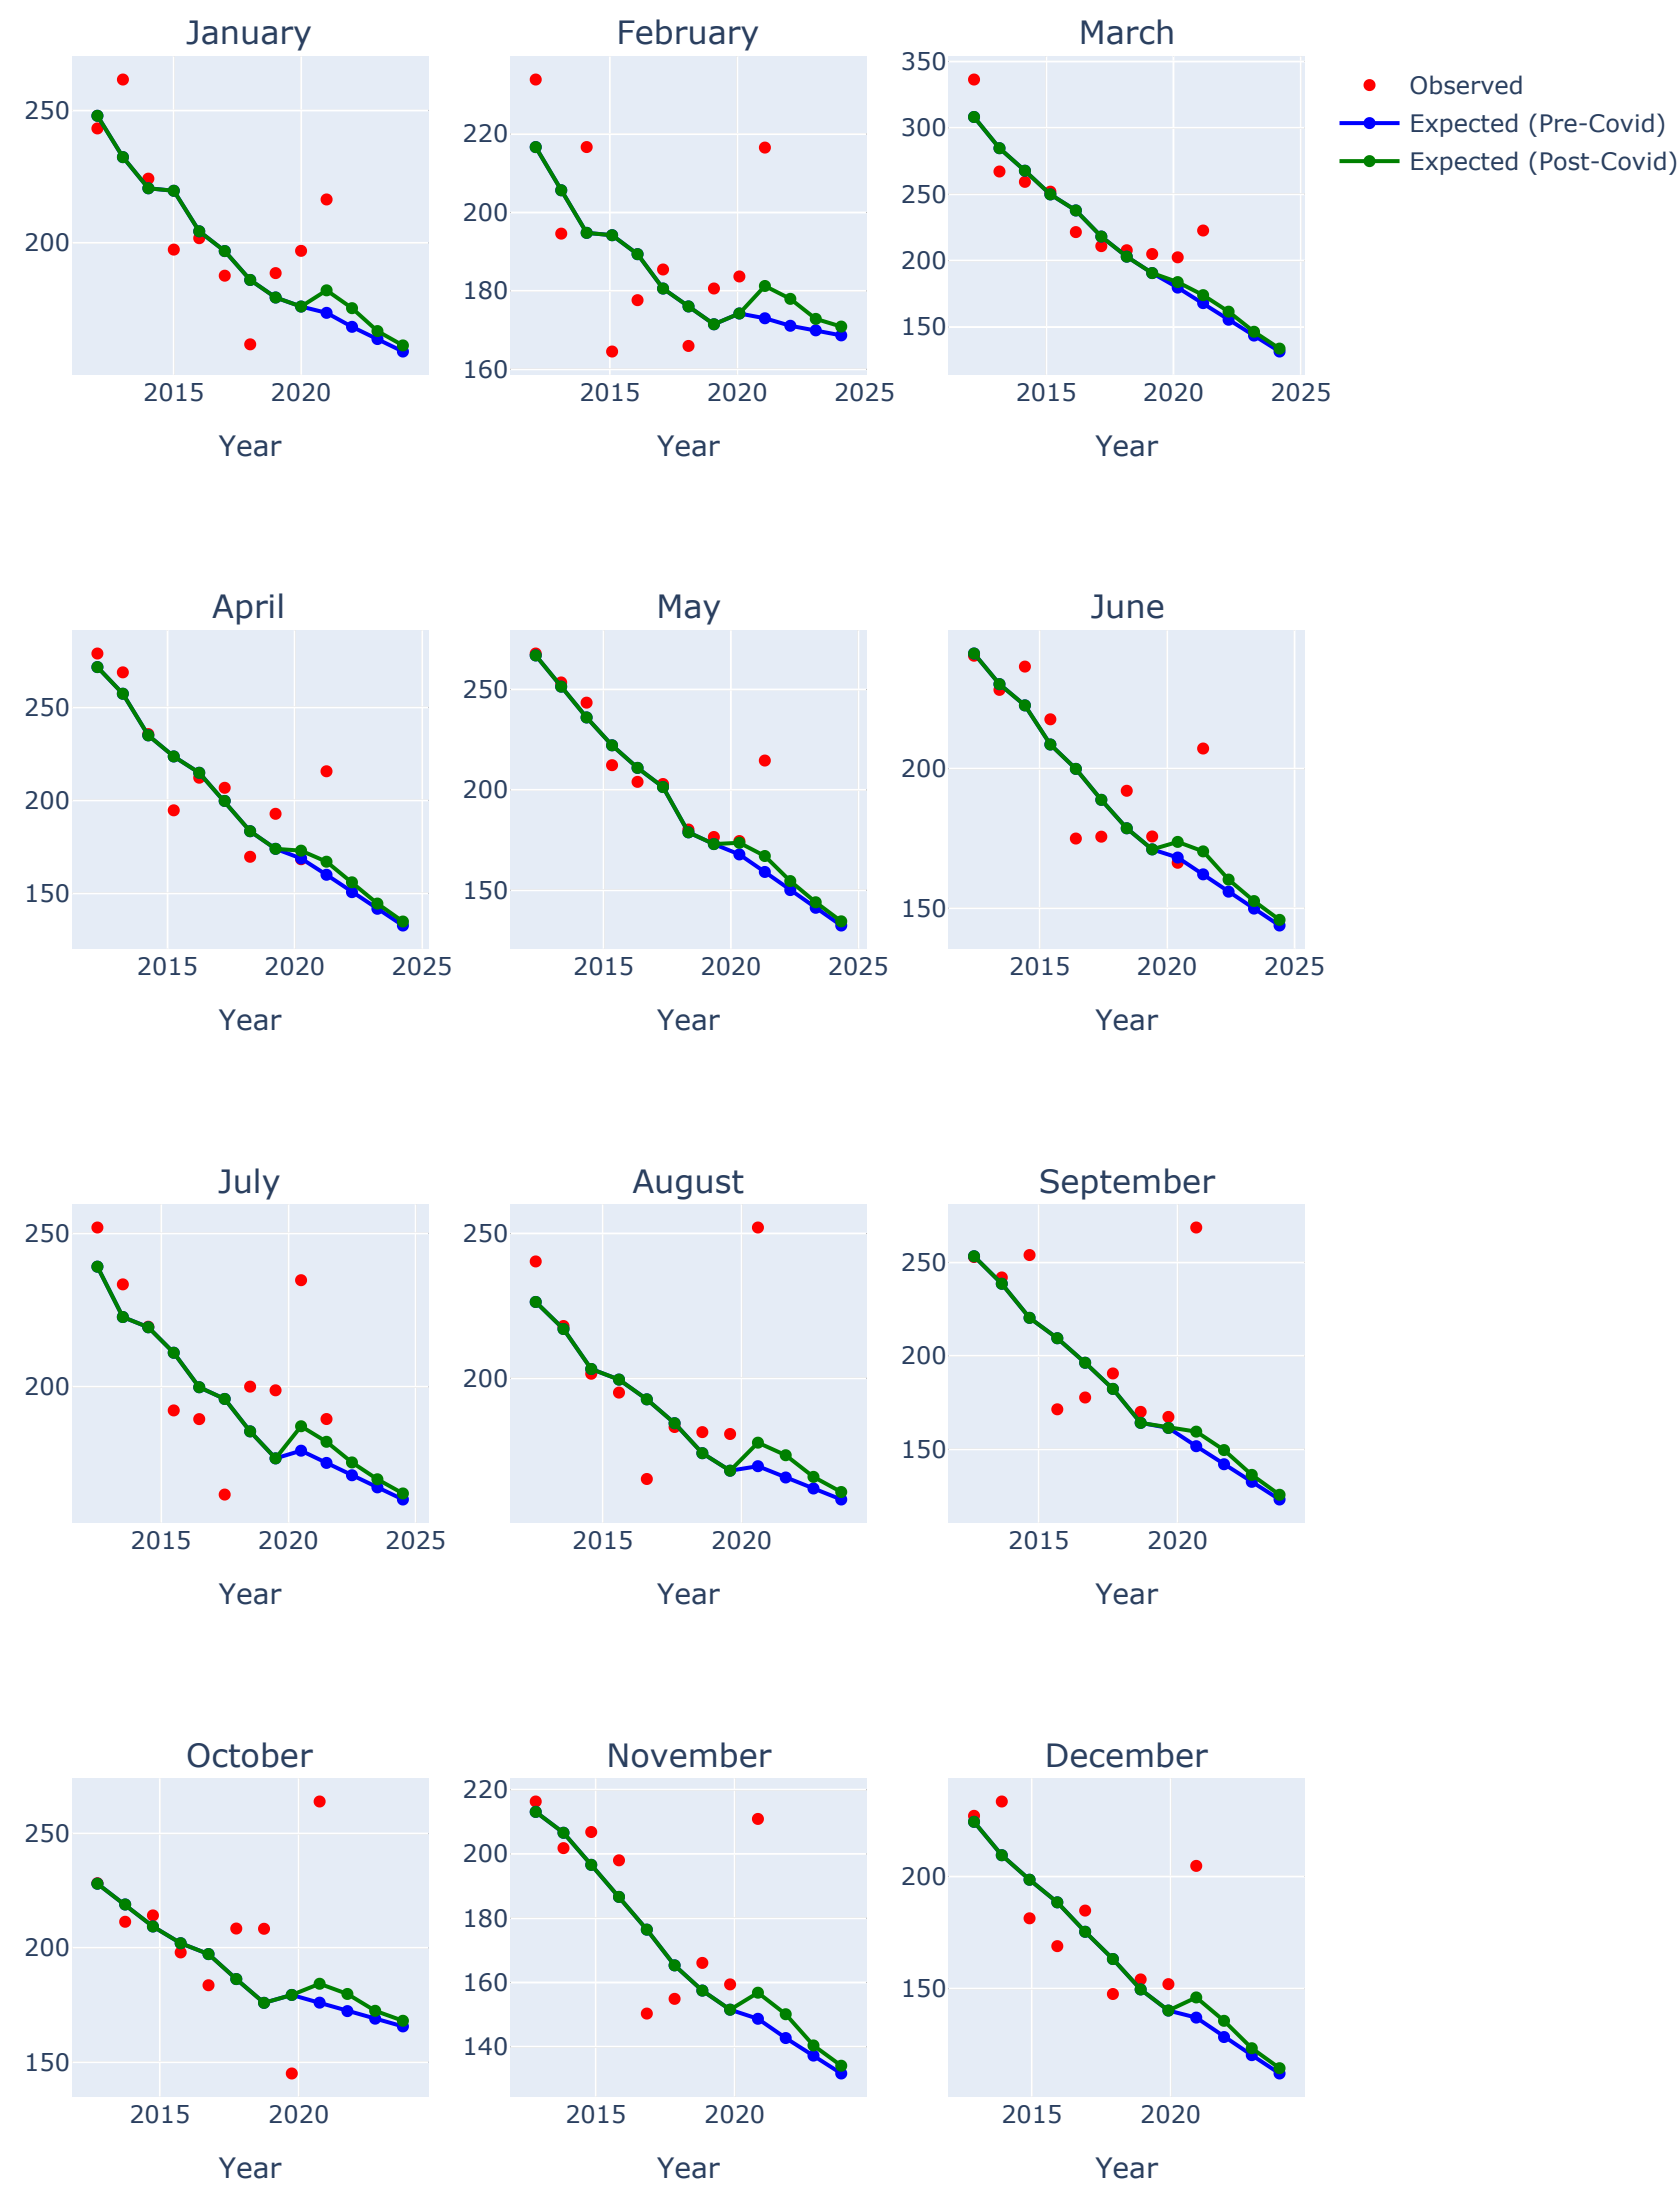 January
February
March
250
200
2015
2020
Year
220
200
180
160
2015
2020
2025
Year
350
300
250
200
150
2015
2020
2025
Year
Observed
Expected (Pre-Covid)
Expected (Post-Covid)
April
May
June
250
200
150
2015
2020
2025
Year
250
200
150
2015
2020
2025
Year
200
150
2015
2020
2025
Year
July
August
September
250
200
2015
2020
2025
Year
250
200
2015
2020
Year
250
200
150
2015
2020
Year
October
November
December
250
200
150
2015
2020
Year
220
200
180
160
140
2015
2020
Year
200
150
2015
2020
Year